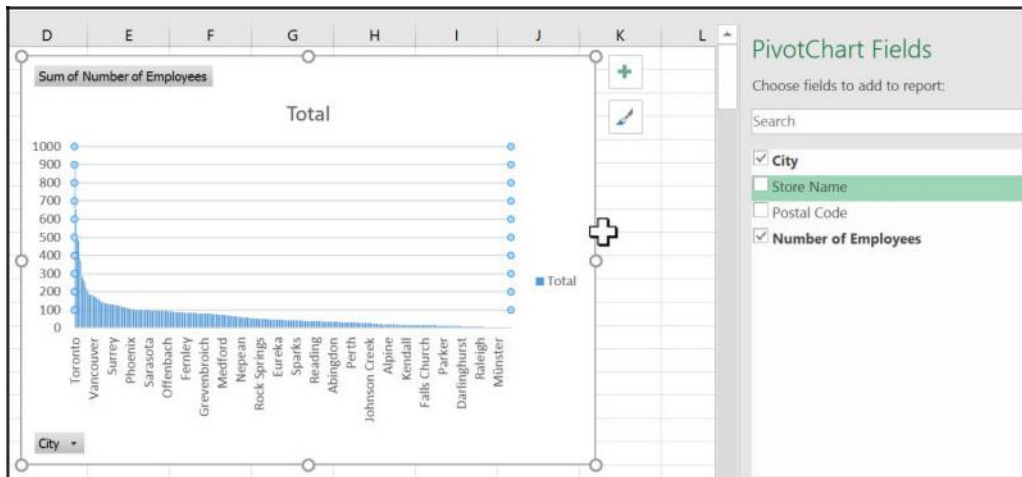 D E F G H I J K L
Sum of Number of Employees
Total
1000
900
800
700
600
500
400
300
200
100
0
Total
Toronto
Vancouver
Surrey
Phoenix
Sarasota
Offenbach
Fernley
Grevenbroich
Medford
Nepean
Rock Springs
Eureka
Sparks
Reading
Abingdon
Perth
Johnson Creek
Alpine
Kendall
Falls Church
Parker
Darlinghurst
Raleigh
Münster
City
PivotChart Fields
Choose fields to add to report:
Search
City
Store Name
Postal Code
Number of Employees